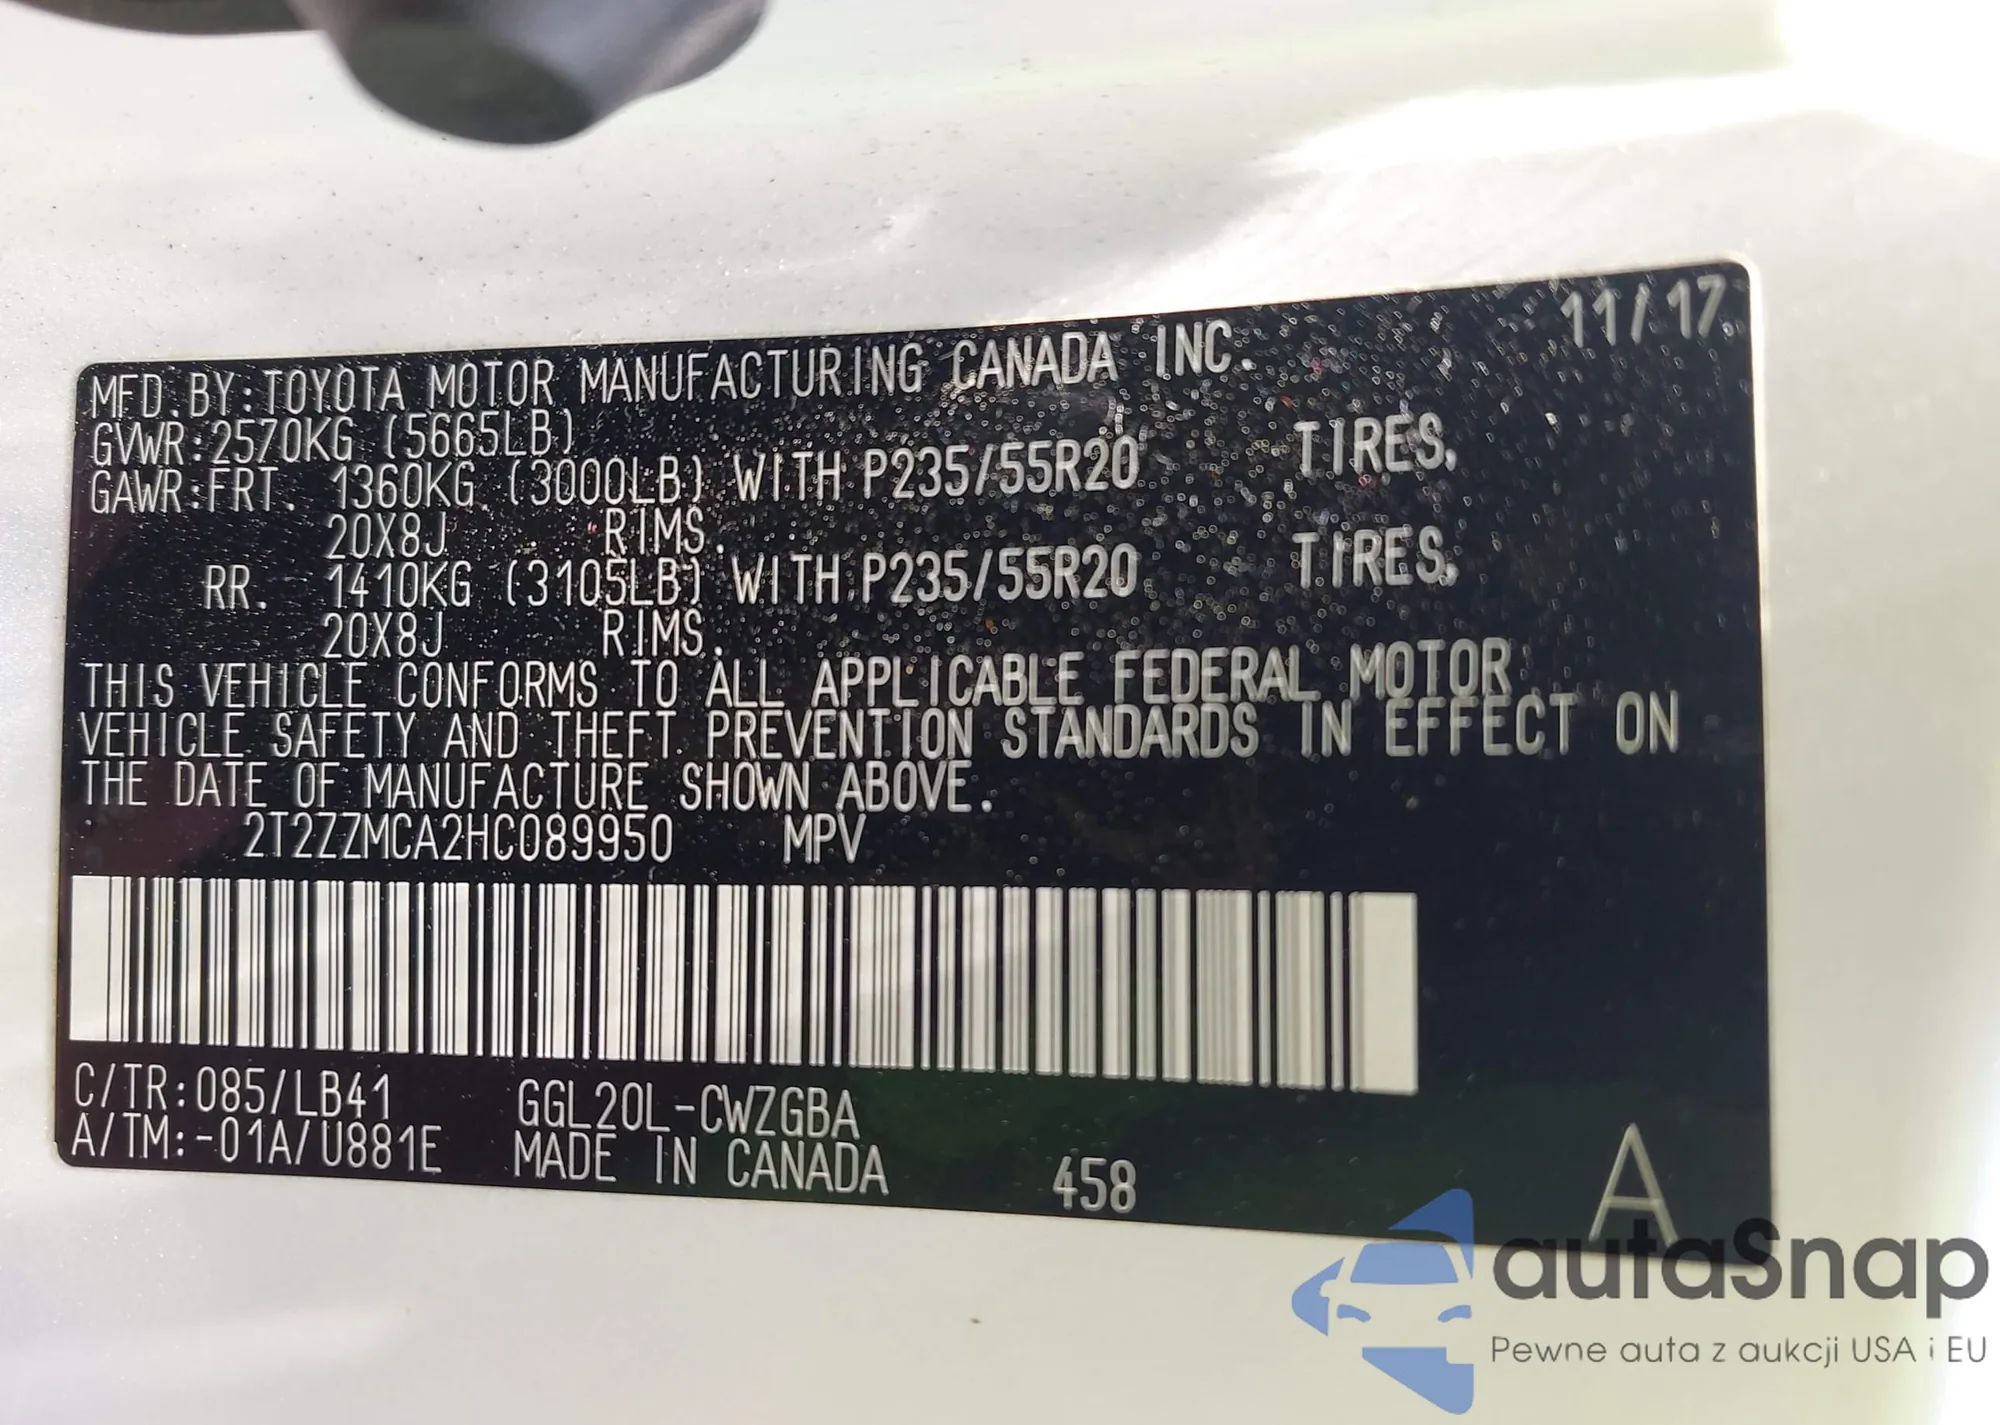 11/17
MFD. BY: TOYOTA MOTOR MANUFACTURING CANADA INC.
GVWR: 2570KG (5665LB)
GAWR: FRT. 1360KG (3000LB) WITH P235/55R20 TIRES.
20X8J RIMS.
RR. 1410KG (3105LB) WITH P235/55R20 TIRES.
20X8J RIMS.
THIS VEHICLE CONFORMS TO ALL APPLICABLE FEDERAL MOTOR
VEHICLE SAFETY AND THEFT PREVENTION STANDARDS IN EFFECT ON
THE DATE OF MANUFACTURE SHOWN ABOVE.
2T2ZZMCA2HC089950 MPV
C/TR: 085/LB41 GGL20L-CWZGBA
A/TM: -01A/U881E MADE IN CANADA 458 A
autaSnap
Pewne auta z aukcji USA i EU